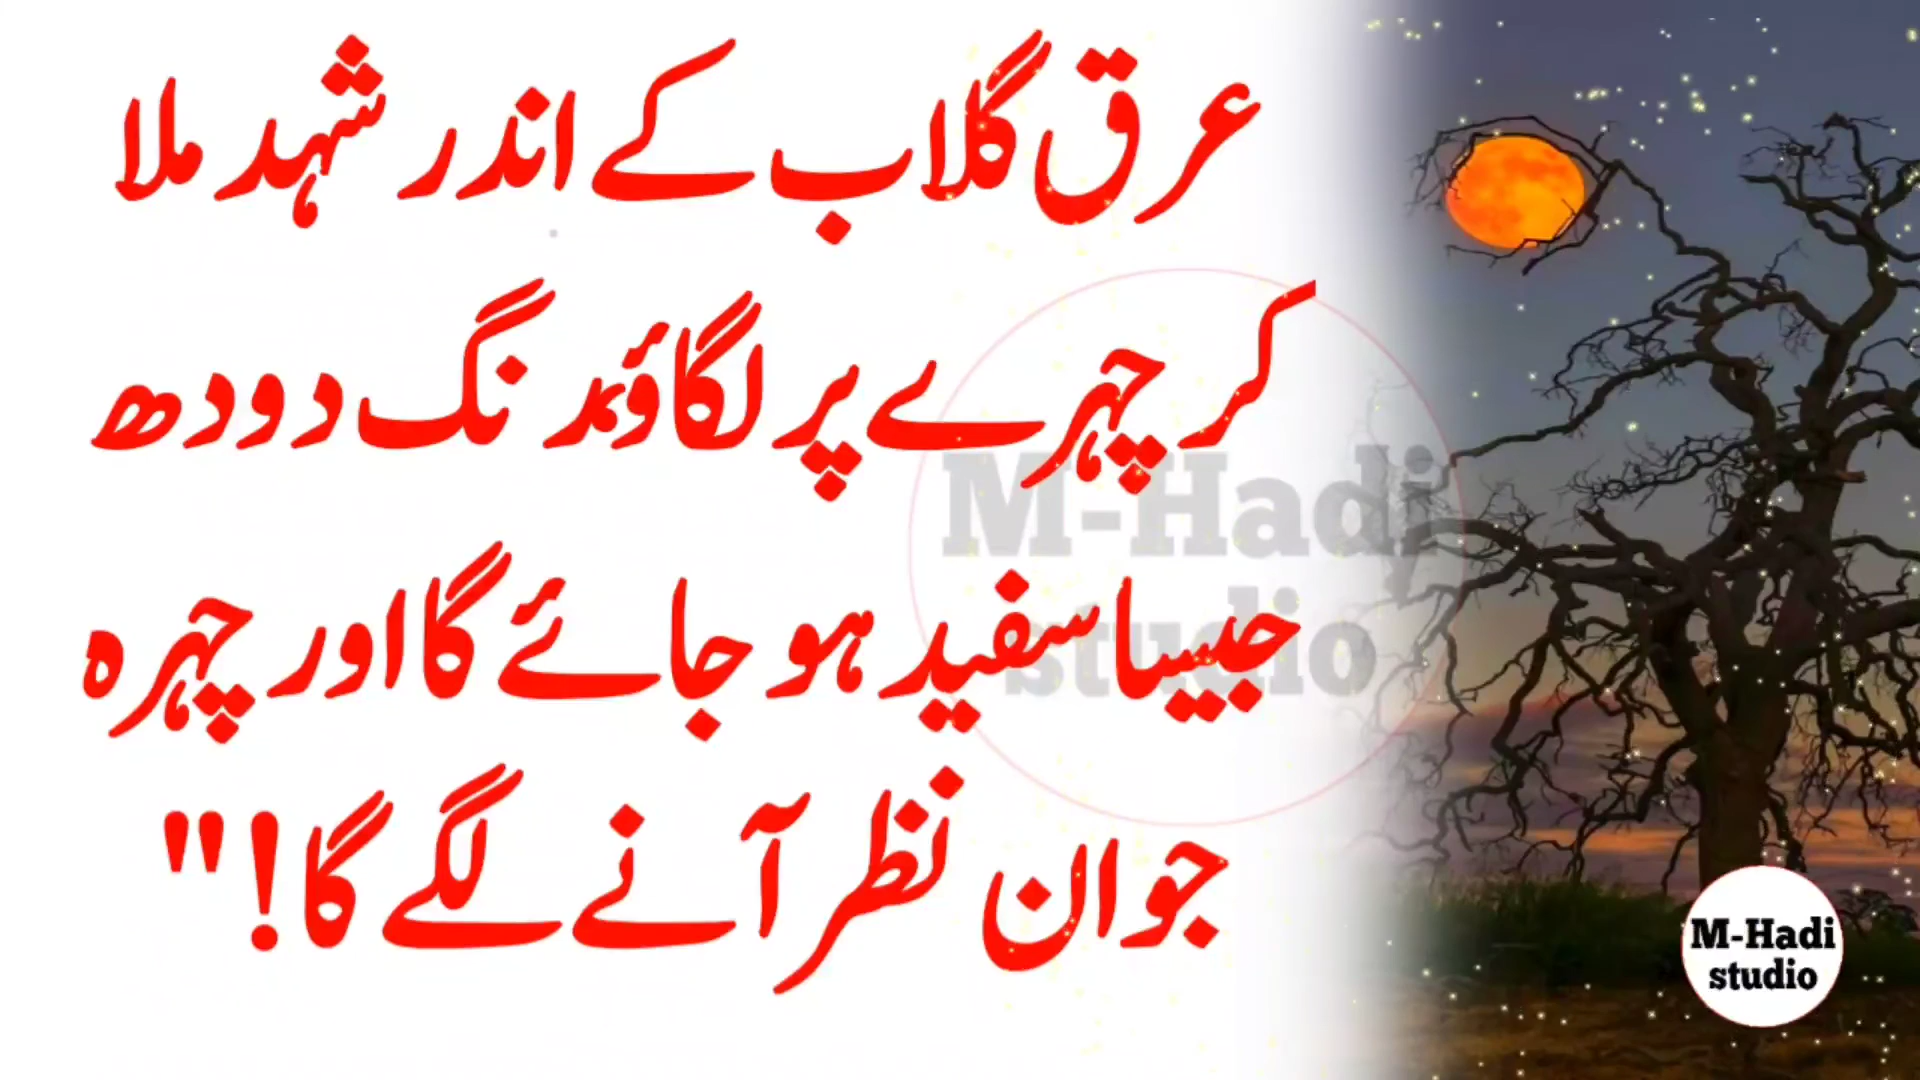 عرق گلاب کے اندر شہد ملا
کر چہرے پر لگاؤ نگ دودھ
جیسا سفید ہو جائے گا اور چہرہ
جوان نظر آنے لگے گا!"
M-Hadi
studio
M-Hadi
studio